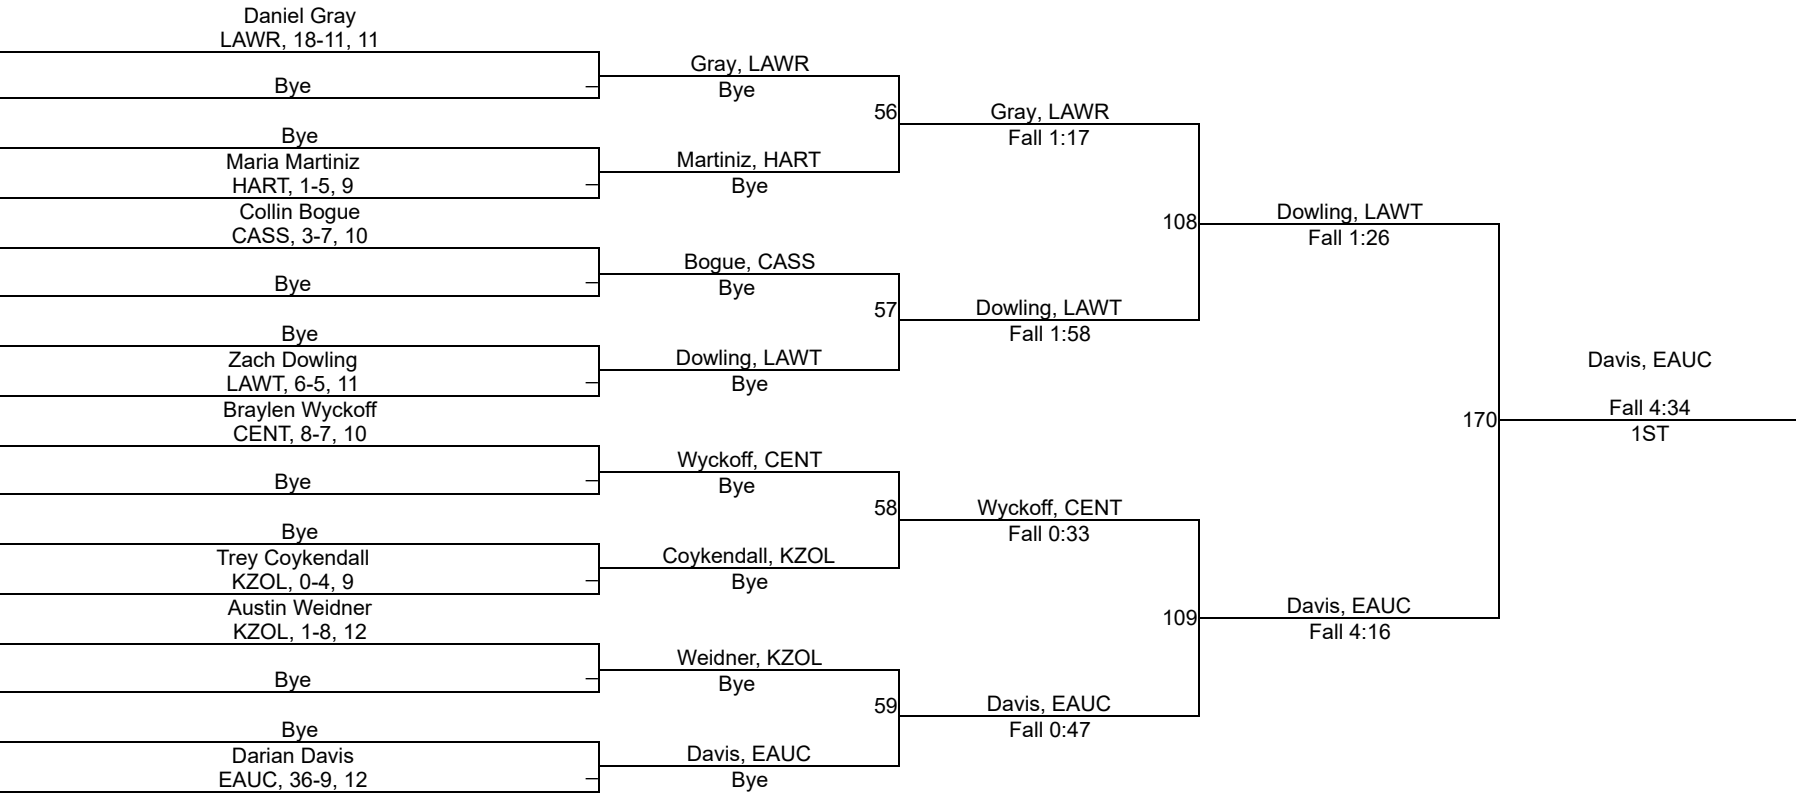 Daniel Gray
LAWR, 18-11, 11
Bye
Bye
Maria Martiniz
HART, 1-5, 9
Collin Bogue
CASS, 3-7, 10
Bye
Bye
Zach Dowling
LAWT, 6-5, 11
Braylen Wyckoff
CENT, 8-7, 10
Bye
Bye
Trey Coykendall
KZOL, 0-4, 9
Austin Weidner
KZOL, 1-8, 12
Bye
Bye
Darian Davis
EAUC, 36-9, 12
Gray, LAWR
Bye
56
Martiniz, HART
Bye
Bogue, CASS
Bye
57
Dowling, LAWT
Bye
Wyckoff, CENT
Bye
58
Coykendall, KZOL
Bye
Weidner, KZOL
Bye
59
Davis, EAUC
Bye
Gray, LAWR
Fall 1:17
108
Dowling, LAWT
Fall 1:58
Wyckoff, CENT
Fall 0:33
109
Davis, EAUC
Fall 0:47
Dowling, LAWT
Fall 1:26
170
Davis, EAUC
Fall 4:16
Davis, EAUC
Fall 4:34
1ST